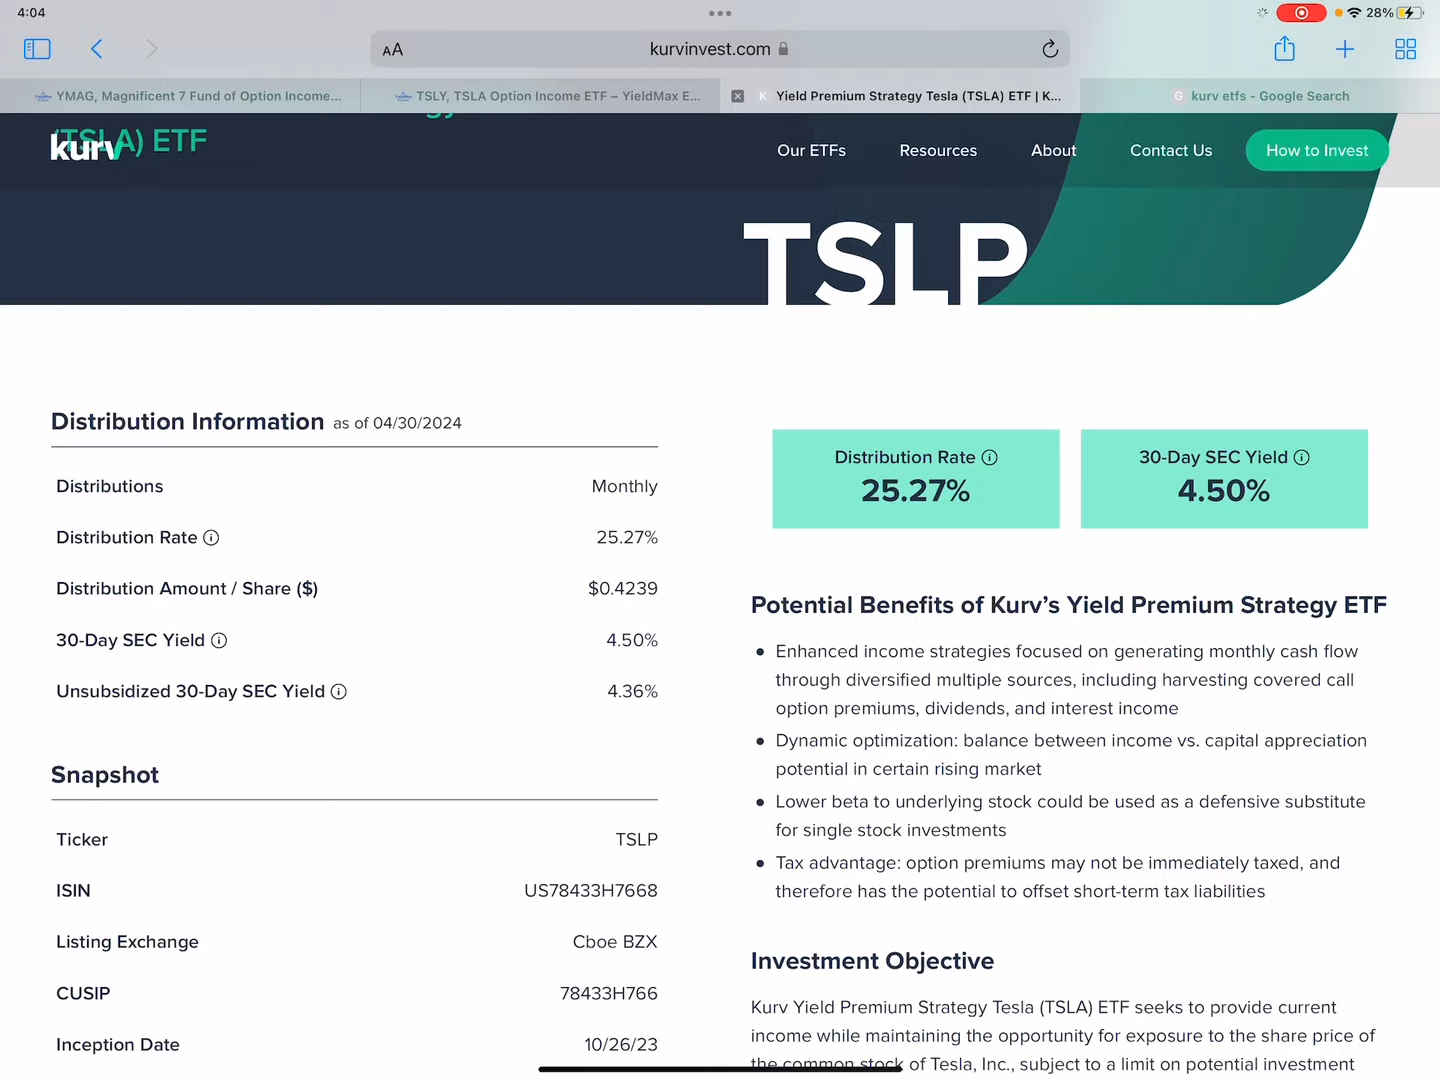 4:04
28%
AA
kurvinvest.com
YMAG, Magnificent 7 Fund of Option Income...
TSLY, TSLA Option Income ETF – YieldMax E...
K
Yield Premium Strategy Tesla (TSLA) ETF | K...
G
kurv etfs - Google Search
(TSLA) ETF
kurv
Our ETFs
Resources
About
Contact Us
How to Invest
TSLP
Distribution Information as of 04/30/2024
Distributions Monthly
Distribution Rate 25.27%
Distribution Amount / Share ($) $0.4239
30-Day SEC Yield 4.50%
Unsubsidized 30-Day SEC Yield 4.36%
Snapshot
Ticker TSLP
ISIN US78433H7668
Listing Exchange Cboe BZX
CUSIP 78433H766
Inception Date 10/26/23
Distribution Rate
25.27%
30-Day SEC Yield
4.50%
Potential Benefits of Kurv’s Yield Premium Strategy ETF
• Enhanced income strategies focused on generating monthly cash flow
through diversified multiple sources, including harvesting covered call
option premiums, dividends, and interest income
• Dynamic optimization: balance between income vs. capital appreciation
potential in certain rising market
• Lower beta to underlying stock could be used as a defensive substitute
for single stock investments
• Tax advantage: option premiums may not be immediately taxed, and
therefore has the potential to offset short-term tax liabilities
Investment Objective
Kurv Yield Premium Strategy Tesla (TSLA) ETF seeks to provide current
income while maintaining the opportunity for exposure to the share price of
the common stock of Tesla, Inc., subject to a limit on potential investment